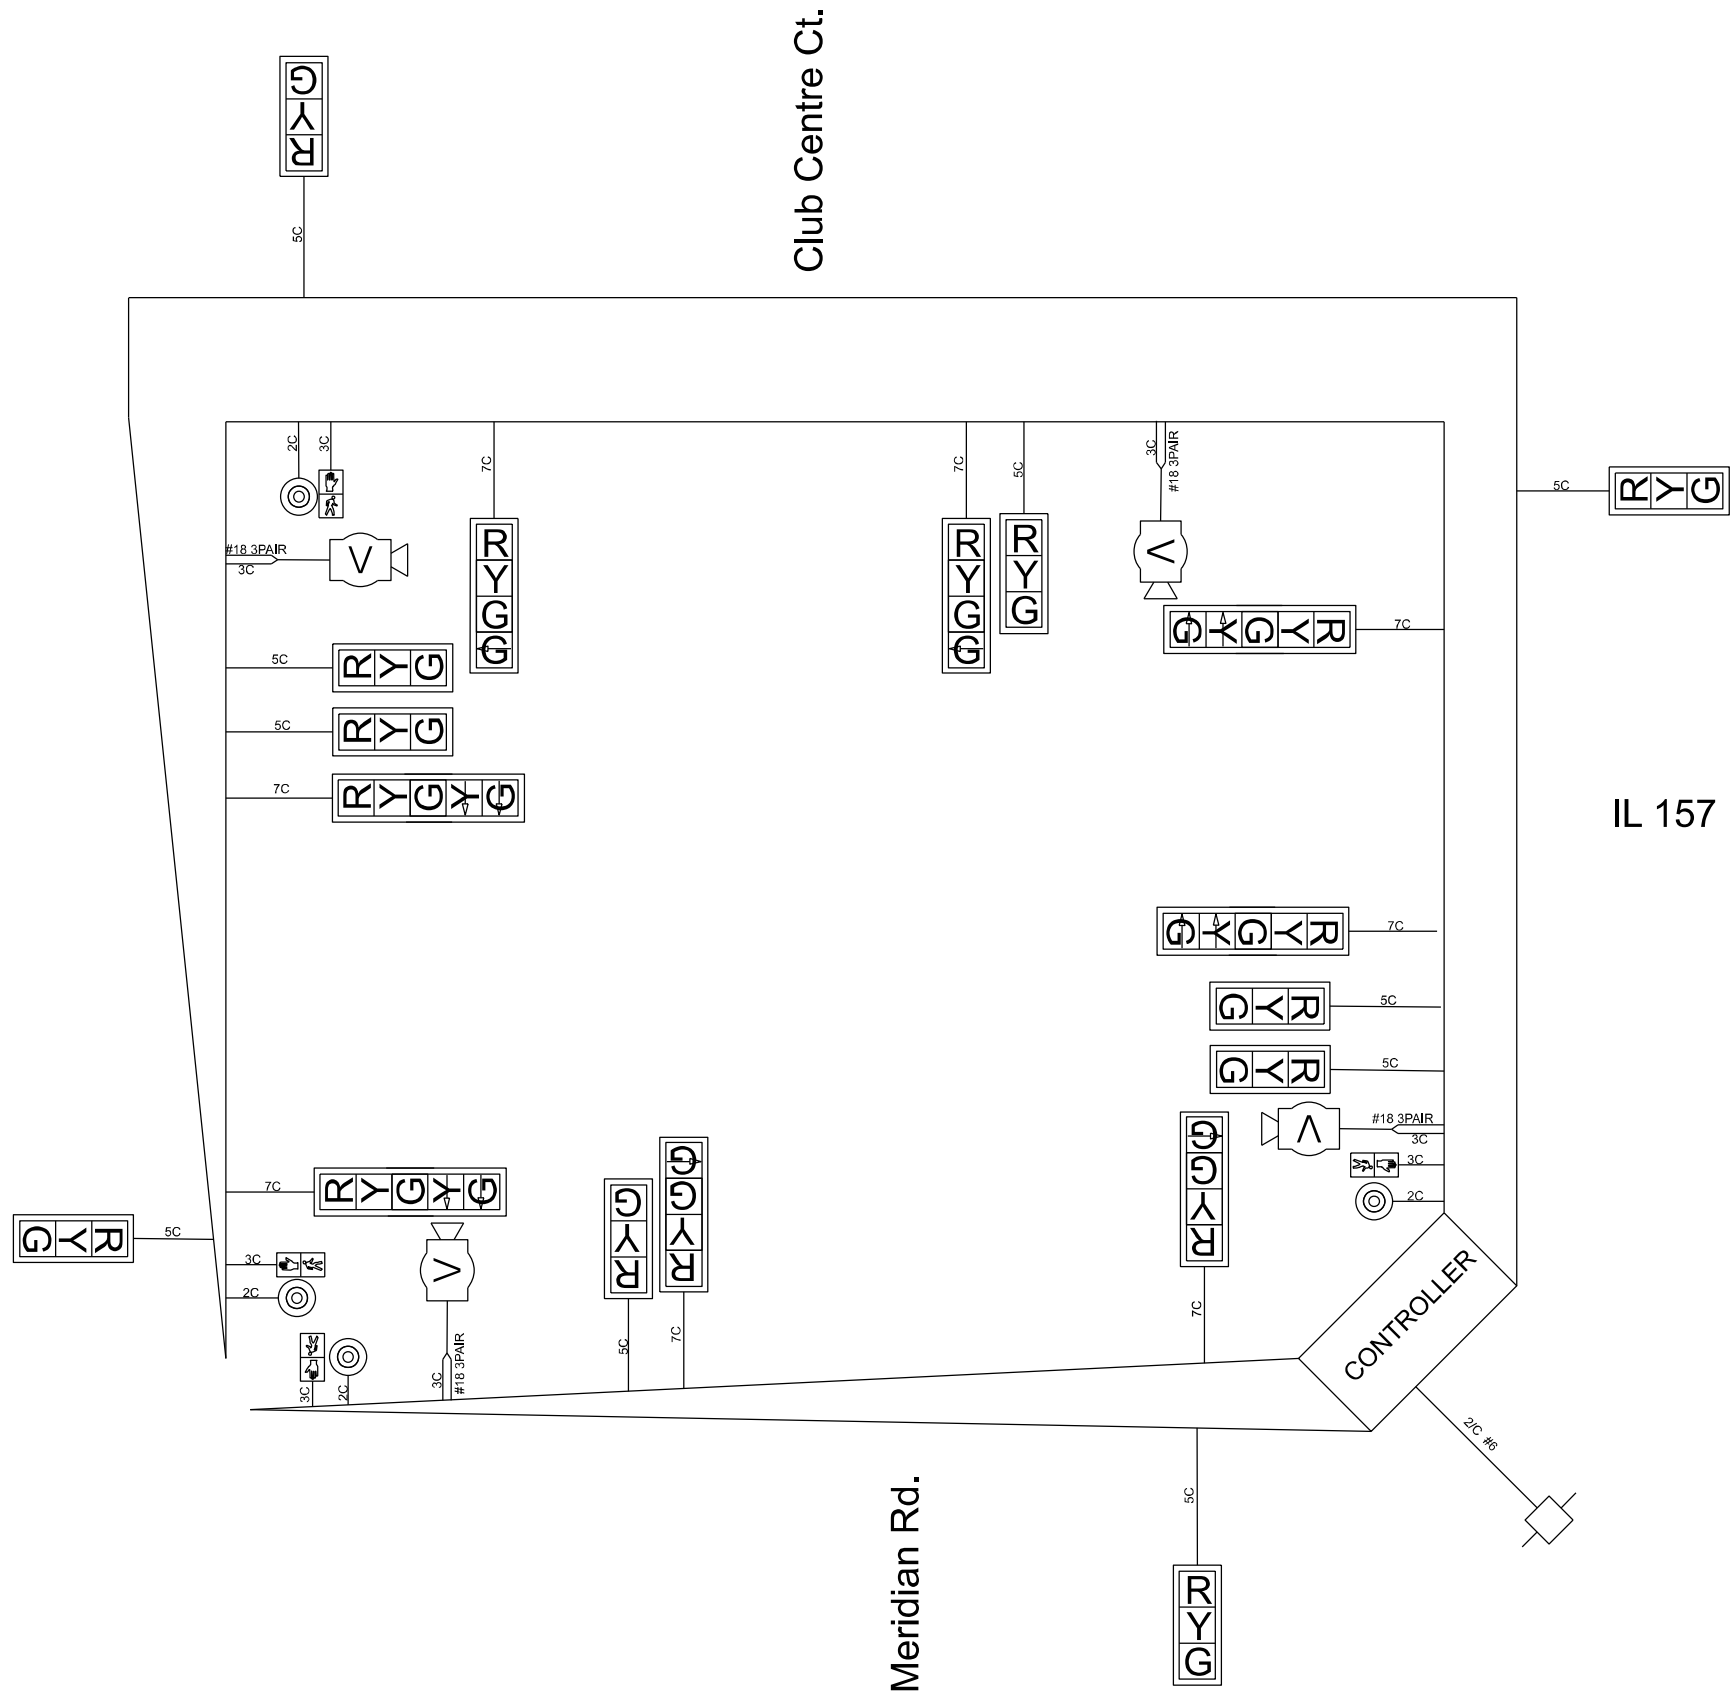 Club Centre Ct.
G Y R
5C
2C
3C
7C
7C
5C
3C
#18 3PAIR
5C
R Y G
#18 3PAIR
3C
V
R Y G G
R Y G G
R Y G
V
G Y G Y R
7C
5C
R Y G
5C
R Y G
7C
R Y G Y G
IL 157
G Y G Y R
7C
G Y R
5C
G Y R
5C
V
#18 3PAIR
3C
3C
2C
7C
R Y G Y G
G Y R
5C
3C
2C
V
G Y R
G G Y R
G G Y R
7C
CONTROLLER
3C
2C
3C
#18 3PAIR
5C
7C
2/C #6
Meridian Rd.
5C
R Y G